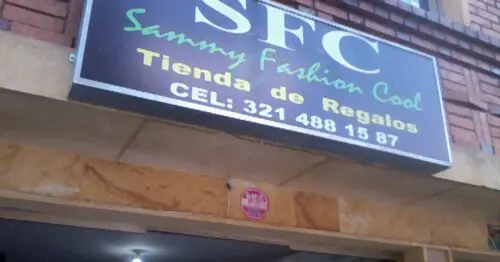 SFC
Sammy Fashion Cool
Tienda de Regalos
CEL: 321 488 15 87